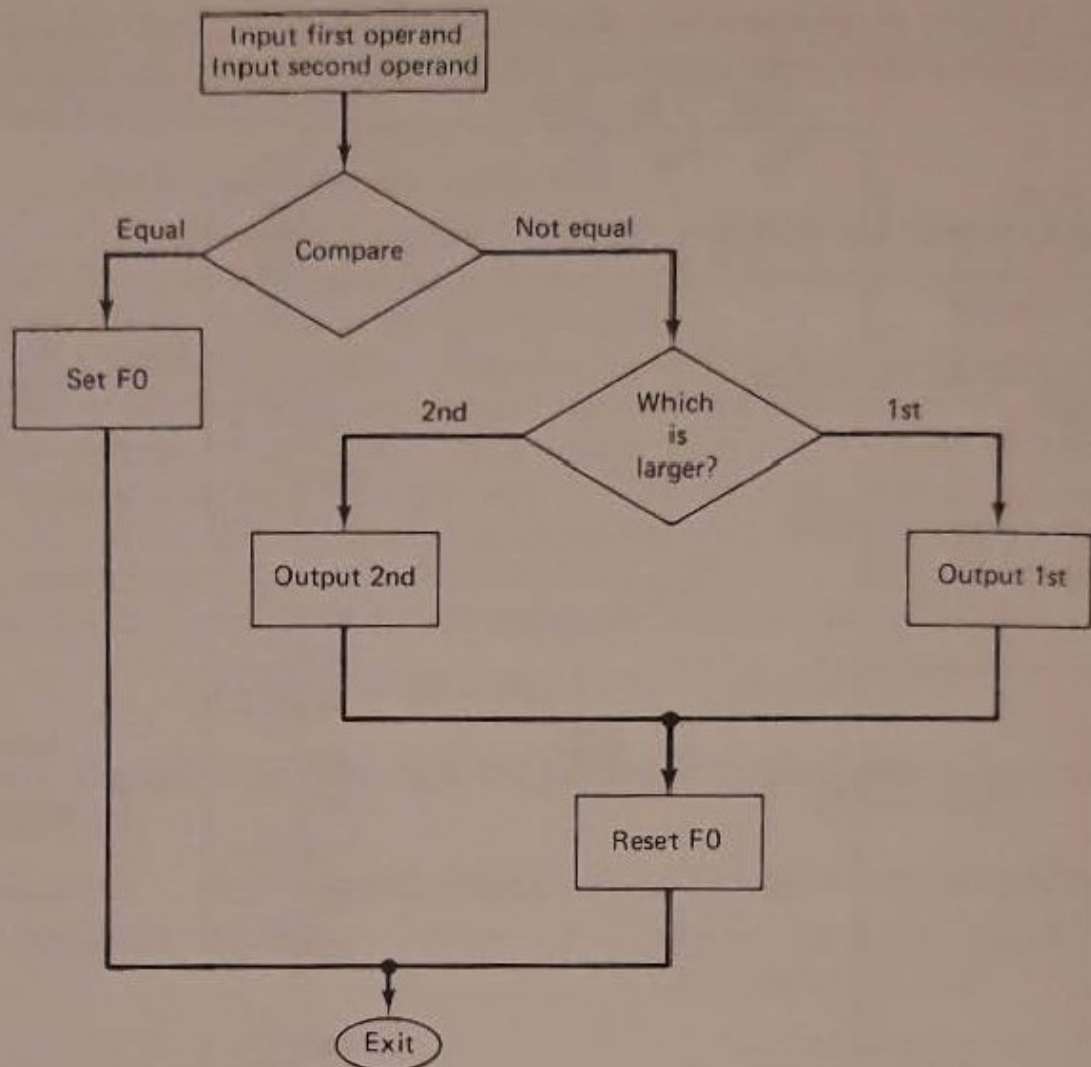 Input first operand
Input second operand
Compare
Equal
Not equal
Set F0
Which
is
larger?
2nd
1st
Output 2nd
Output 1st
Reset F0
Exit